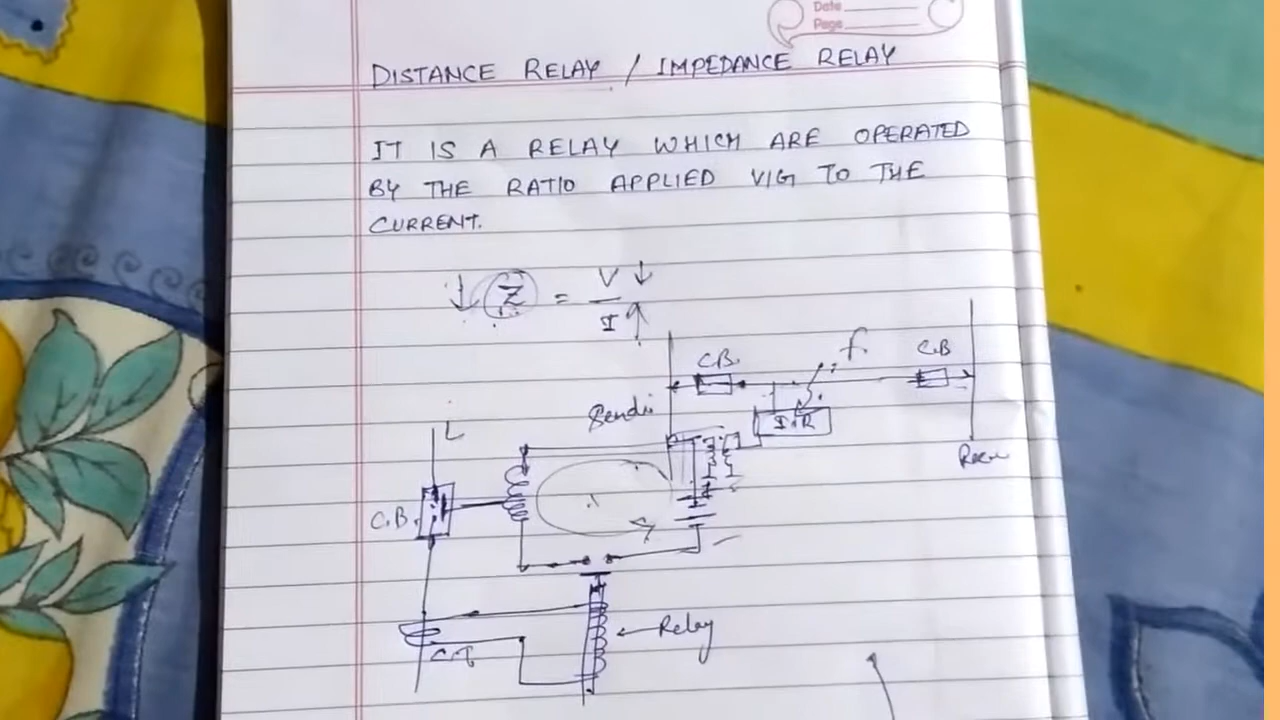 Date
Page
DISTANCE RELAY / IMPEDANCE RELAY
IT IS A RELAY WHICH ARE OPERATED
BY THE RATIO APPLIED V/G TO THE
CURRENT.
↓ Z = V ↓
I ↑
C.B. f. C.B
Sendi
I.R
L
C.B.
Relay
C.T